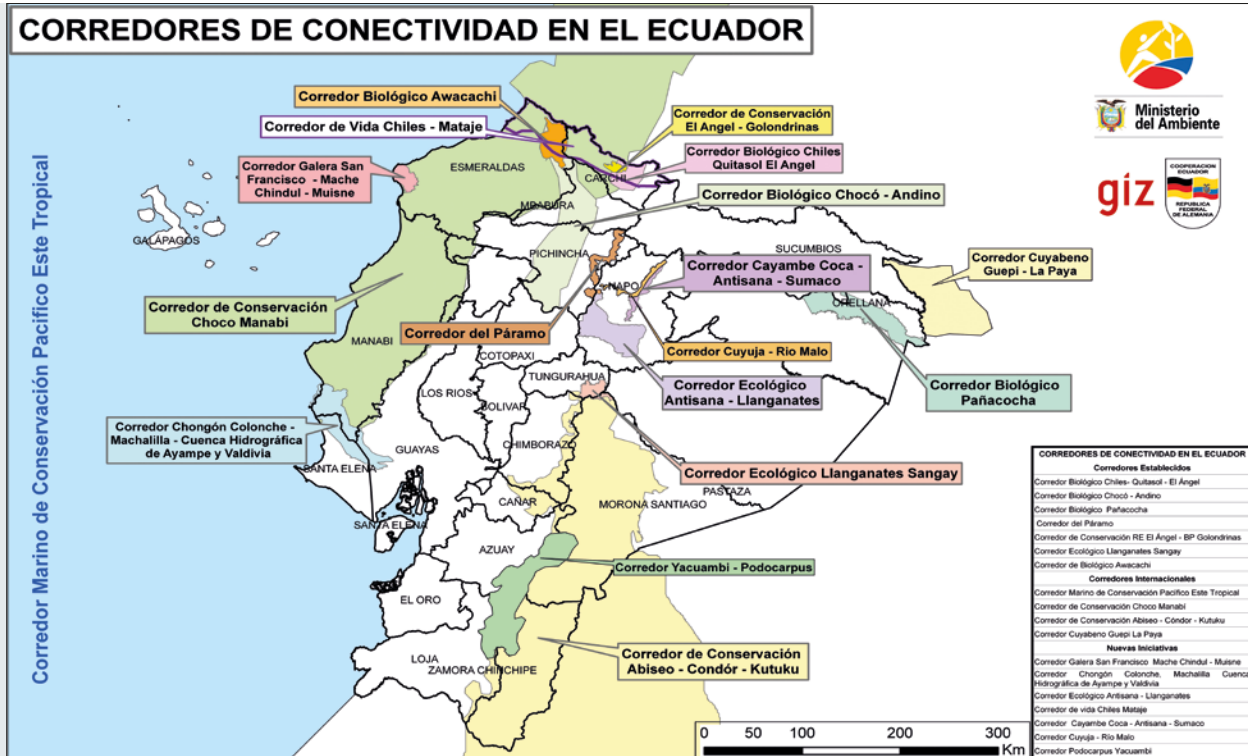 CORREDORES DE CONECTIVIDAD EN EL ECUADOR
Ministerio
del Ambiente
giz
COOPERACION
ECUADOR
REPUBLICA
FEDERAL
DE ALEMANIA
Corredor Marino de Conservación Pacífico Este Tropical
Corredor Biológico Awacachi
Corredor de Vida Chiles - Mataje
Corredor Galera San
Francisco - Mache
Chindul - Muisne
Corredor de Conservación
El Angel - Golondrinas
Corredor Biológico Chiles
Quitasol El Angel
Corredor Biológico Chocó - Andino
Corredor Cayambe Coca -
Antisana - Sumaco
Corredor Cuyabeno
Guepi - La Paya
Corredor de Conservación
Choco Manabi
Corredor del Páramo
Corredor Cuyuja - Rio Malo
Corredor Ecológico
Antisana - Llanganates
Corredor Biológico
Pañacocha
Corredor Chongón Colonche -
Machalilla - Cuenca Hidrográfica
de Ayampe y Valdivia
Corredor Ecológico Llanganates Sangay
Corredor Yacuambi - Podocarpus
Corredor de Conservación
Abiseo - Condór - Kutuku
ESMERALDAS
CARCHI
GALÁPAGOS
PICHINCHA
SUCUMBIOS
NAPO
ORELLANA
MANABI
COTOPAXI
TUNGURAHUA
LOS RIOS
BOLIVAR
CHIMBORAZO
GUAYAS
SANTA ELENA
SANTA ELENA
CAÑAR
MORONA SANTIAGO
PASTAZA
AZUAY
EL ORO
LOJA
ZAMORA CHINCHIPE
0 100 200 300
Km
CORREDORES DE CONECTIVIDAD EN EL ECUADOR
Corredores Establecidos
Corredor Biológico Chiles- Quitasol - El Ángel
Corredor Biológico Chocó - Andino
Corredor Biológico Pañacocha
Corredor del Páramo
Corredor de Conservación RE El Ángel - BP Golondrinas
Corredor Ecológico Llanganates Sangay
Corredor de Biológico Awacachi
Corredores Internacionales
Corredor Marino de Conservación Pacífico Este Tropical
Corredor de Conservación Choco Manabí
Corredor de Conservación Abiseo - Cóndor - Kutuku
Corredor Cuyabeno Guepi La Paya
Nuevas Iniciativas
Corredor Galera San Francisco Mache Chindul - Muisne
Corredor Chongón Colonche, Machalilla Cuenca
Hidrográfica de Ayampe y Valdivia
Corredor Ecológico Antisana - Llanganates
Corredor de vida Chiles Mataje
Corredor Cayambe Coca - Antisana - Sumaco
Corredor Cuyuja - Río Malo
Corredor Podocarpus Yacuambi